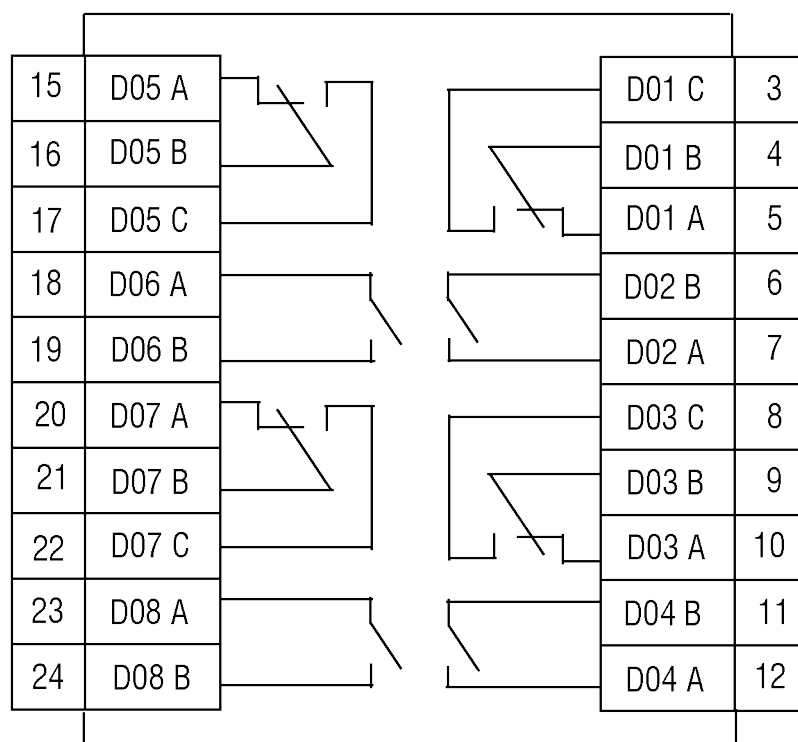 15 D05 A D01 C 3
16 D05 B D01 B 4
17 D05 C D01 A 5
18 D06 A D02 B 6
19 D06 B D02 A 7
20 D07 A D03 C 8
21 D07 B D03 B 9
22 D07 C D03 A 10
23 D08 A D04 B 11
24 D08 B D04 A 12